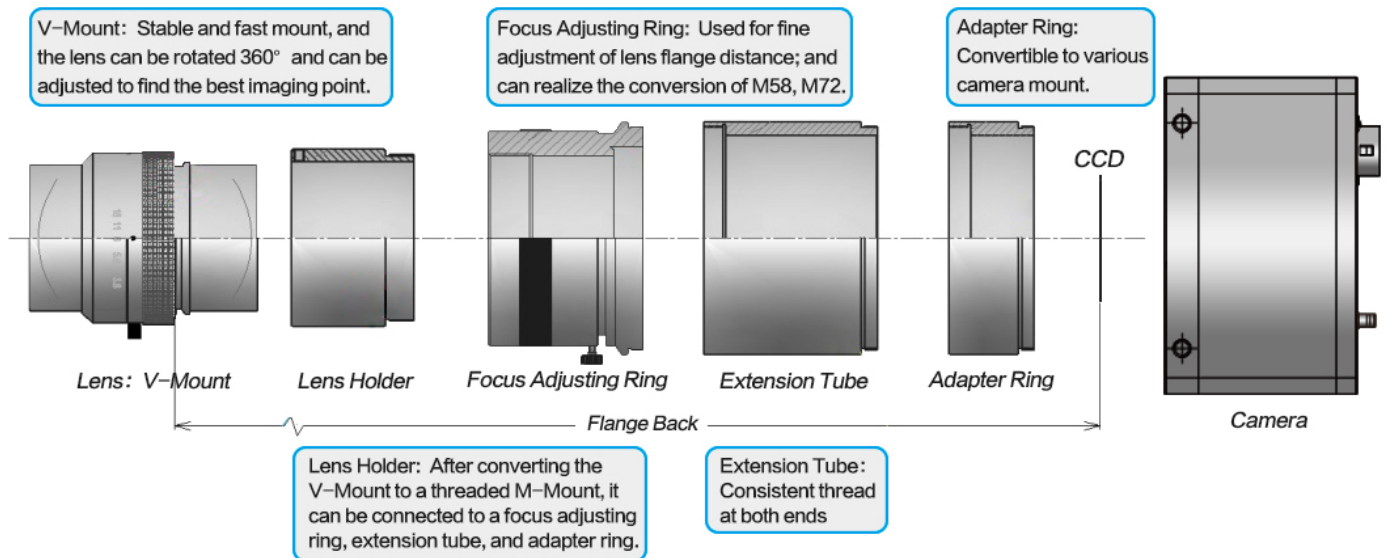 V-Mount: Stable and fast mount, and
the lens can be rotated 360° and can be
adjusted to find the best imaging point.
Focus Adjusting Ring: Used for fine
adjustment of lens flange distance; and
can realize the conversion of M58, M72.
Adapter Ring:
Convertible to various
camera mount.
CCD
Lens: V-Mount
Lens Holder
Focus Adjusting Ring
Extension Tube
Adapter Ring
Camera
Flange Back
Lens Holder: After converting the
V-Mount to a threaded M-Mount, it
can be connected to a focus adjusting
ring, extension tube, and adapter ring.
Extension Tube:
Consistent thread
at both ends